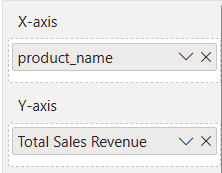 X-axis
product_name
Y-axis
Total Sales Revenue